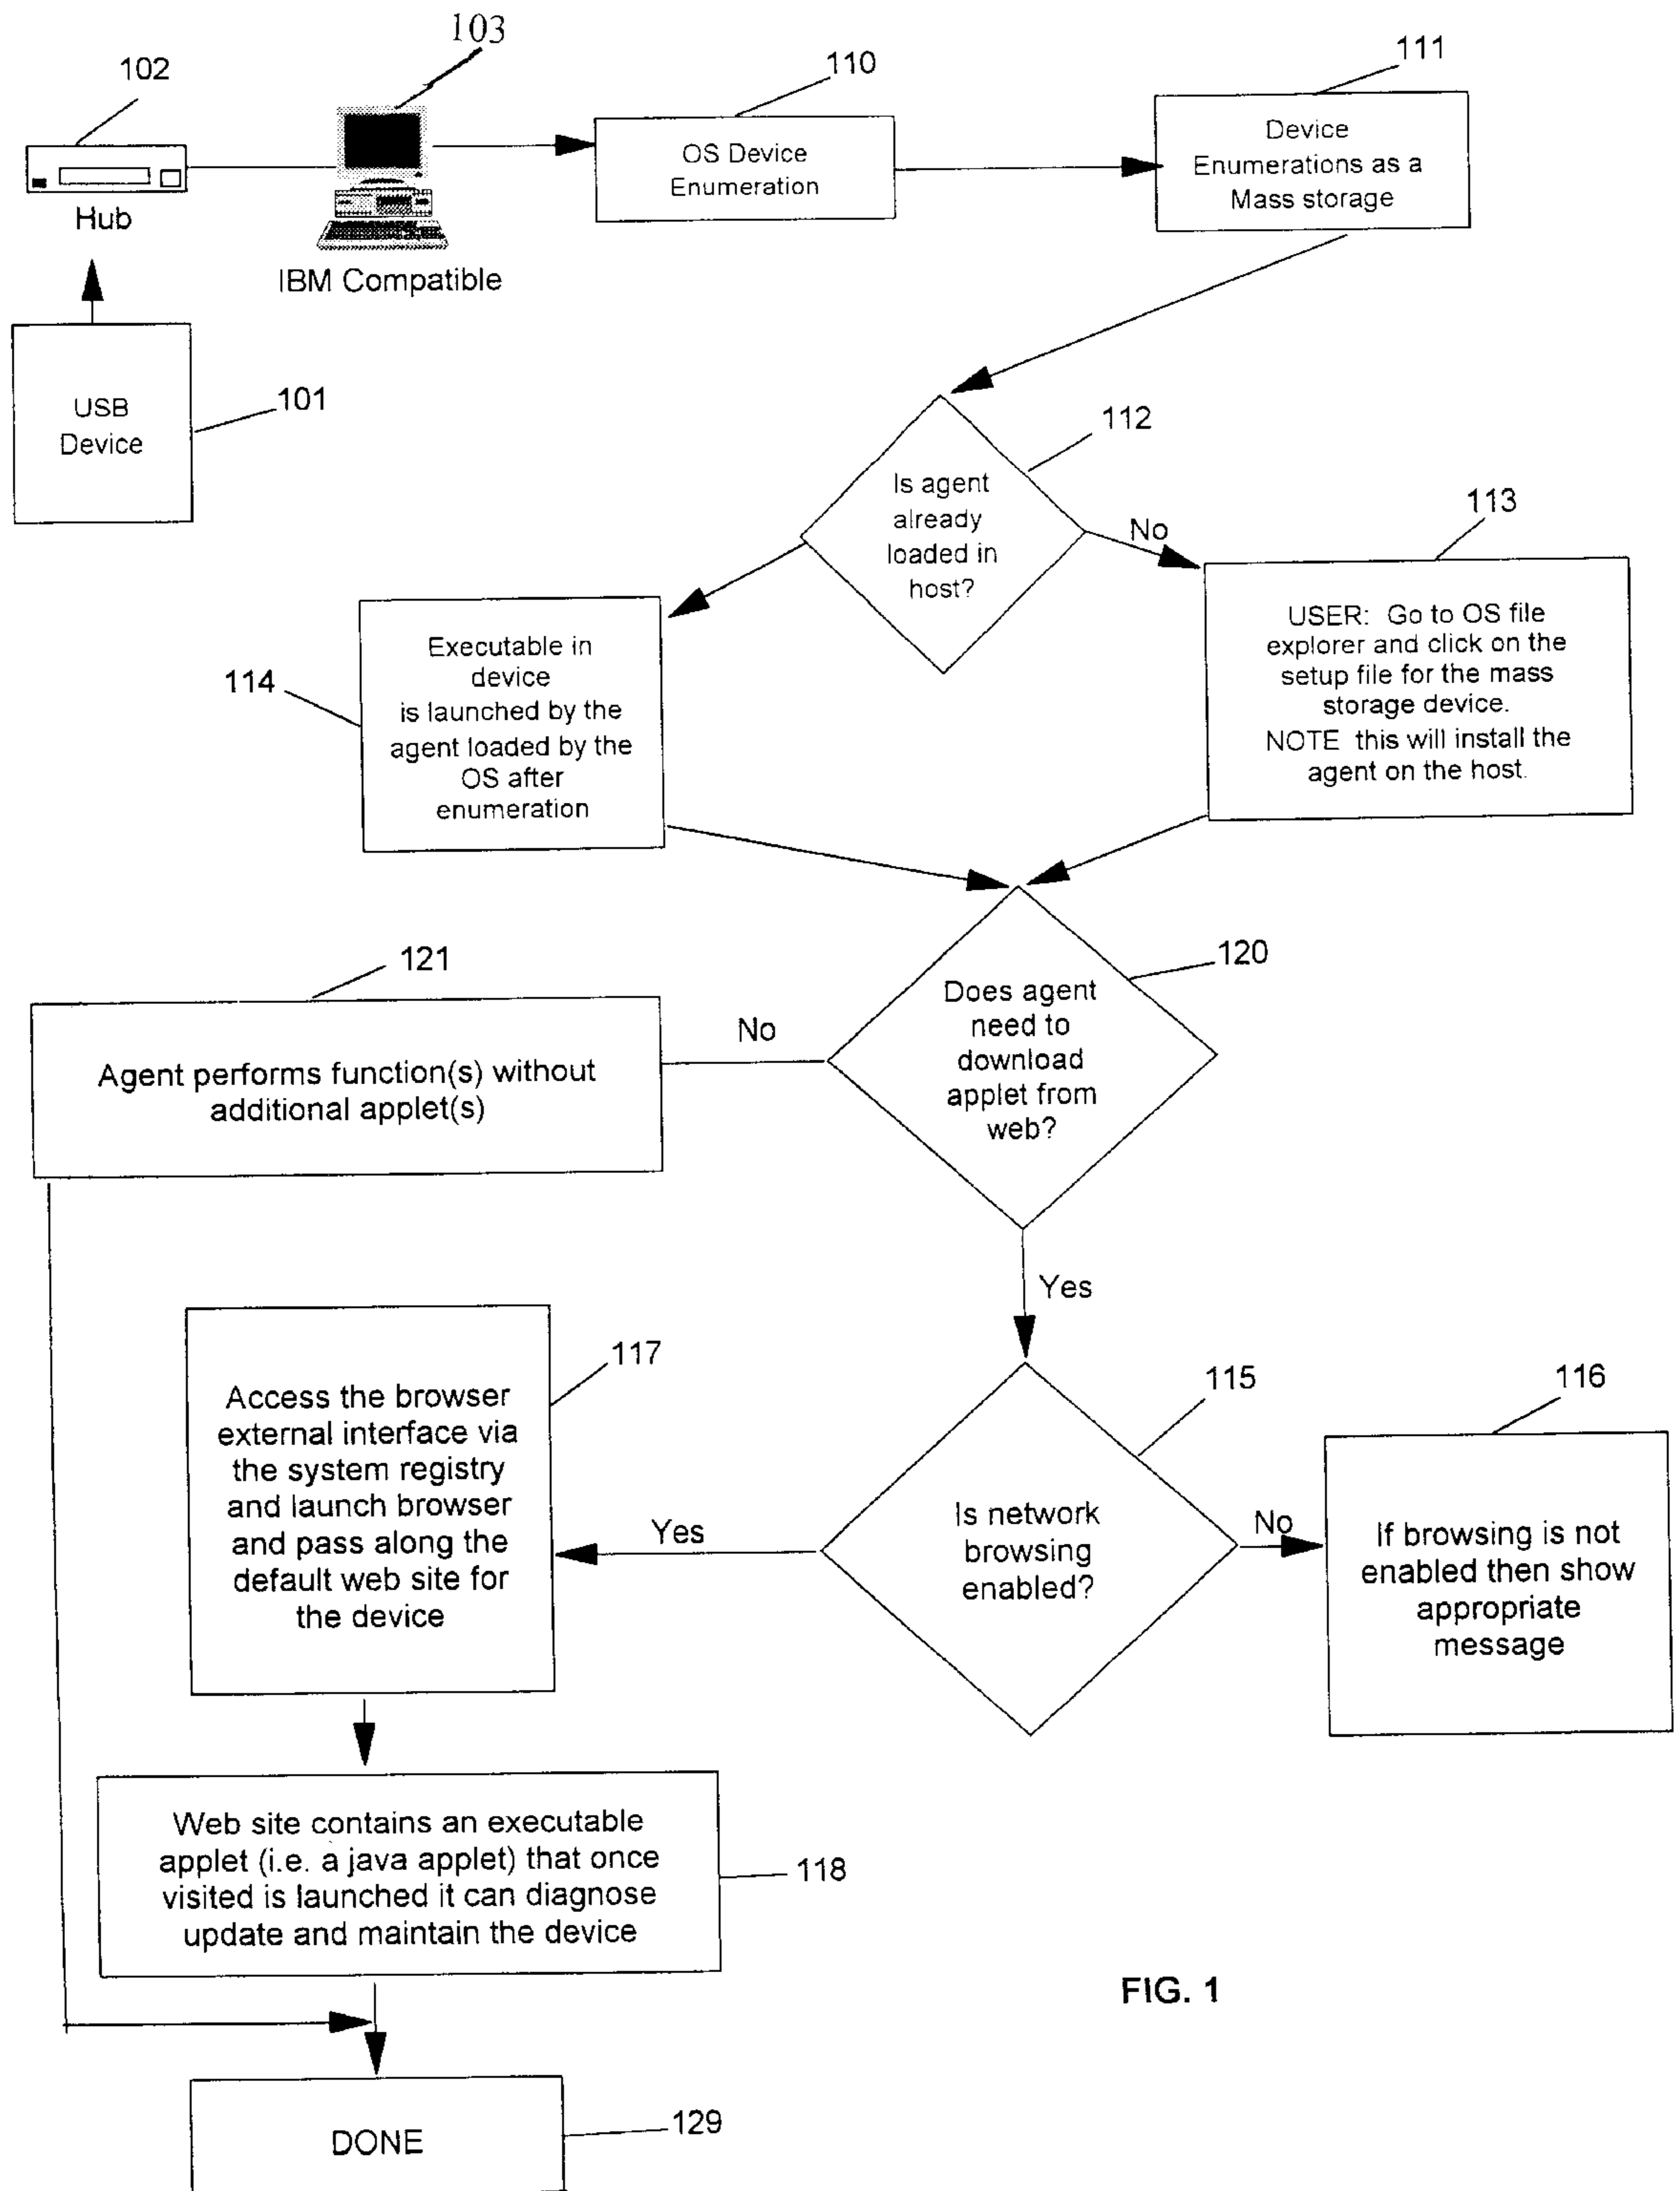 103
102
110
111
OS Device
Enumeration
Device
Enumerations as a
Mass storage
Hub
IBM Compatible
USB
Device
101
112
Is agent
already
loaded in
host?
No
113
USER: Go to OS file
explorer and click on the
setup file for the mass
storage device.
NOTE this will install the
agent on the host.
114
Executable in
device
is launched by the
agent loaded by the
OS after
enumeration
120
Does agent
need to
download
applet from
web?
No
121
Agent performs function(s) without
additional applet(s)
Yes
115
Is network
browsing
enabled?
No
116
If browsing is not
enabled then show
appropriate
message
Yes
117
Access the browser
external interface via
the system registry
and launch browser
and pass along the
default web site for
the device
Web site contains an executable
applet (i.e. a java applet) that once
visited is launched it can diagnose
update and maintain the device
118
FIG. 1
DONE
129